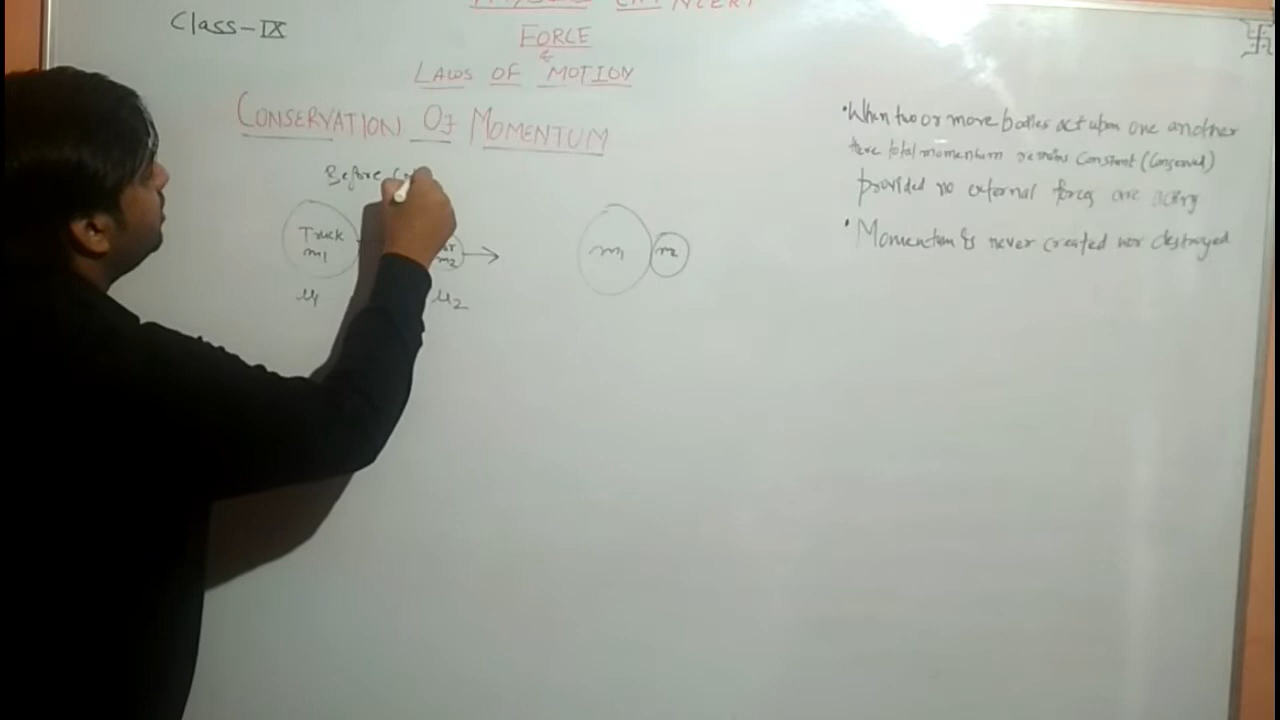 Class-IX
FORCE
&
LAWS OF MOTION
CONSERVATION OF MOMENTUM
Before
Truck
m1
u1
m2
u2
m1
m2
• When two or more bodies act upon one another
there total momentum remains Constant (Conserved)
provided no external forces are acting
• Momentum is never created nor destroyed